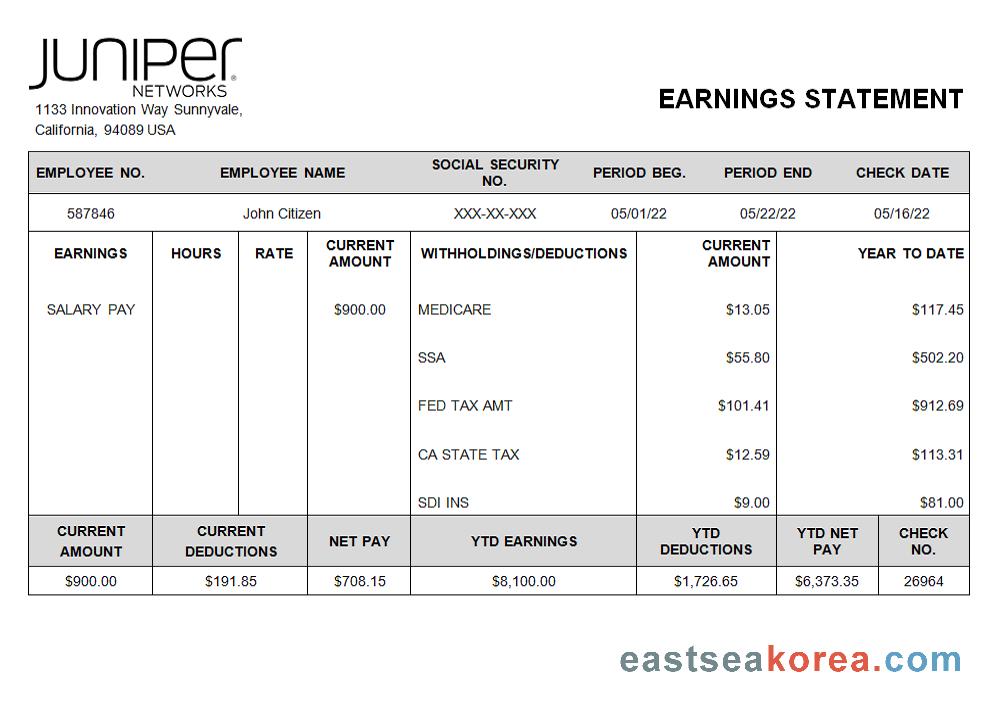 JUNIPer
NETWORKS
1133 Innovation Way Sunnyvale,
California, 94089 USA
EARNINGS STATEMENT
EMPLOYEE NO. EMPLOYEE NAME SOCIAL SECURITY NO. PERIOD BEG. PERIOD END CHECK DATE
587846 John Citizen XXX-XX-XXX 05/01/22 05/22/22 05/16/22
EARNINGS HOURS RATE CURRENT AMOUNT WITHHOLDINGS/DEDUCTIONS CURRENT AMOUNT YEAR TO DATE
SALARY PAY $900.00 MEDICARE $13.05 $117.45
SSA $55.80 $502.20
FED TAX AMT $101.41 $912.69
CA STATE TAX $12.59 $113.31
SDI INS $9.00 $81.00
CURRENT AMOUNT CURRENT DEDUCTIONS NET PAY YTD EARNINGS YTD DEDUCTIONS YTD NET PAY CHECK NO.
$900.00 $191.85 $708.15 $8,100.00 $1,726.65 $6,373.35 26964
eastseakorea.com